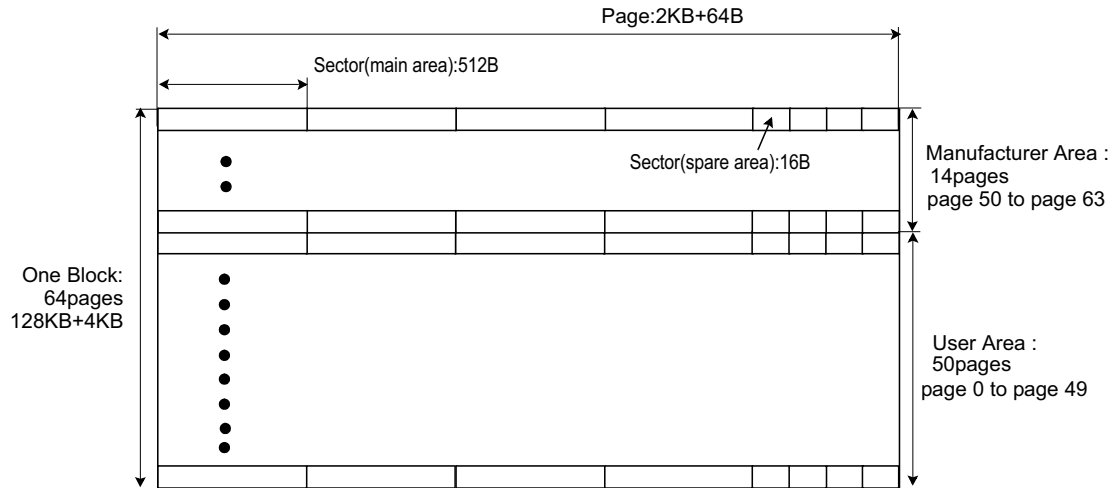 Page:2KB+64B
Sector(main area):512B
Sector(spare area):16B
Manufacturer Area :
14pages
page 50 to page 63
One Block:
64pages
128KB+4KB
User Area :
50pages
page 0 to page 49